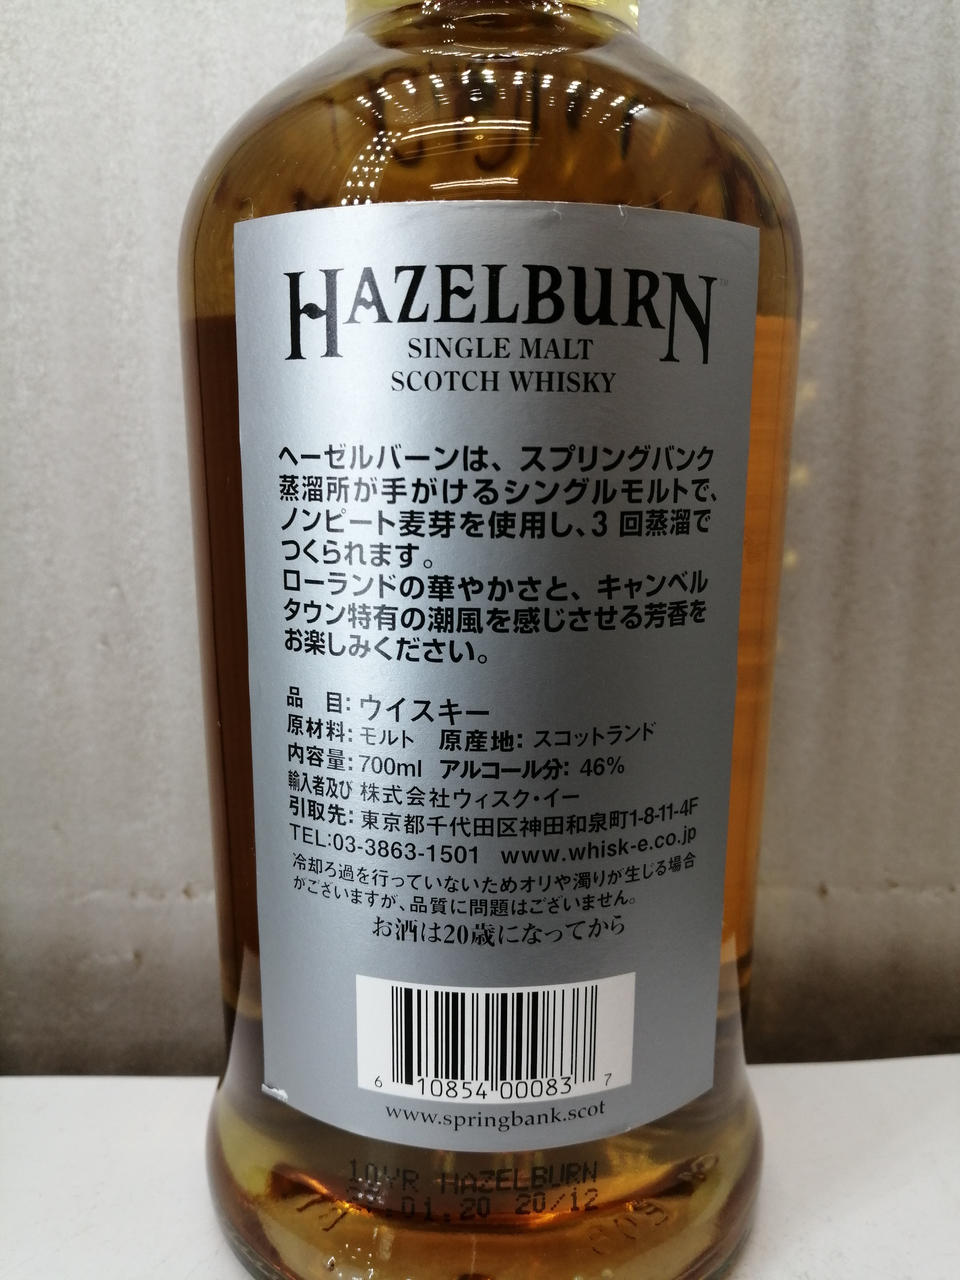 HAZELBURN™
SINGLE MALT
SCOTCH WHISKY
ヘーゼルバーンは、スプリングバンク
蒸溜所が手がけるシングルモルトで、
ノンピート麦芽を使用し、3 回蒸溜で
つくられます。
ローランドの華やかさと、キャンベル
タウン特有の潮風を感じさせる芳香を
お楽しみください。
品 目: ウイスキー
原材料: モルト 原産地: スコットランド
内容量: 700ml アルコール分: 46%
輸入者及び 株式会社ウィスク・イー
引取先: 東京都千代田区神田和泉町1-8-11-4F
TEL:03-3863-1501 www.whisk-e.co.jp
冷却ろ過を行っていないためオリや濁りが生じる場合
がございますが、品質に問題はございません。
お酒は20歳になってから
6 10854 00083 7
www.springbank.scot
10YR HAZELBURN
.01.20 20/12